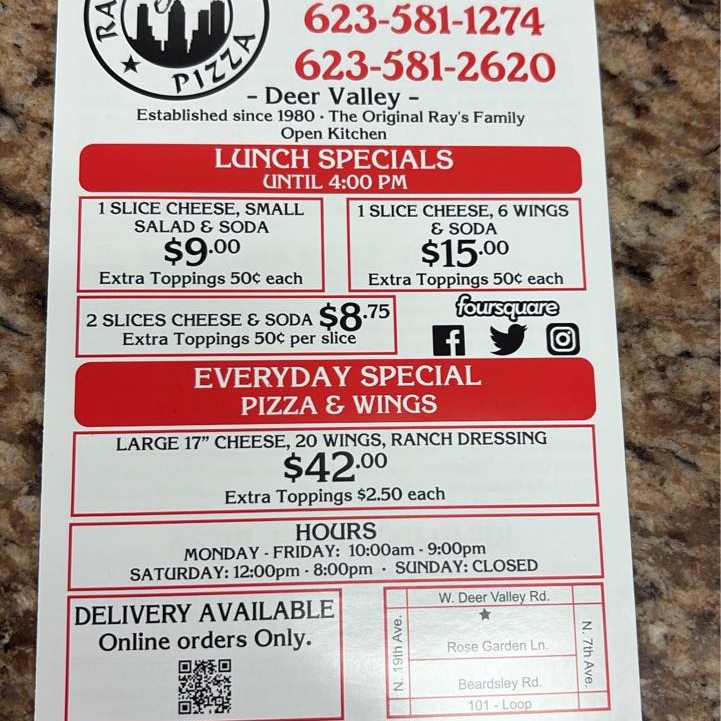 RA
PIZZA
623-581-1274
623-581-2620
- Deer Valley -
Established since 1980 · The Original Ray's Family
Open Kitchen
LUNCH SPECIALS
UNTIL 4:00 PM
1 SLICE CHEESE, SMALL
SALAD & SODA
$9.00
Extra Toppings 50¢ each
1 SLICE CHEESE, 6 WINGS
& SODA
$15.00
Extra Toppings 50¢ each
2 SLICES CHEESE & SODA $8.75
Extra Toppings 50¢ per slice
foursquare
EVERYDAY SPECIAL
PIZZA & WINGS
LARGE 17" CHEESE, 20 WINGS, RANCH DRESSING
$42.00
Extra Toppings $2.50 each
HOURS
MONDAY - FRIDAY: 10:00am - 9:00pm
SATURDAY: 12:00pm - 8:00pm · SUNDAY: CLOSED
DELIVERY AVAILABLE
Online orders Only.
W. Deer Valley Rd.
N. 19th Ave.
Rose Garden Ln.
N. 7th Ave.
Beardsley Rd.
101 - Loop